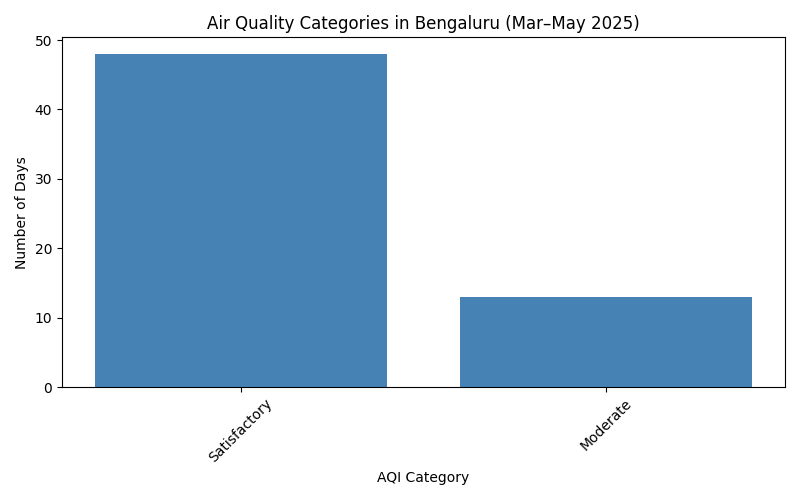 Air Quality Categories in Bengaluru (Mar–May 2025)
50
40
30
20
10
0
Number of Days
Satisfactory
Moderate
AQI Category